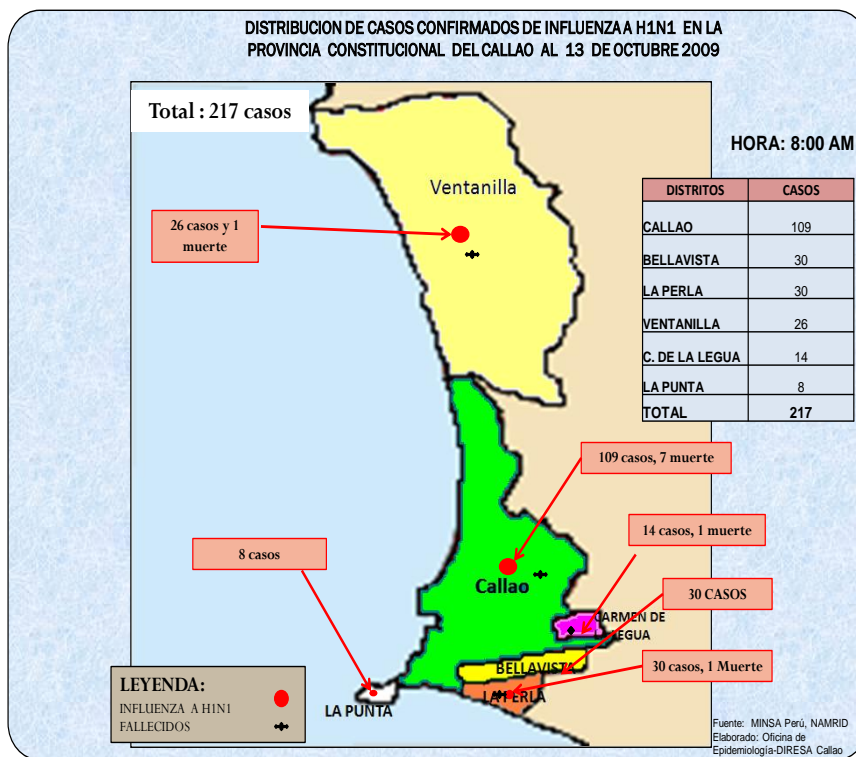 DISTRIBUCION DE CASOS CONFIRMADOS DE INFLUENZA A H1N1 EN LA
PROVINCIA CONSTITUCIONAL DEL CALLAO AL 13 DE OCTUBRE 2009
Total : 217 casos
HORA: 8:00 AM
DISTRITOS CASOS
CALLAO 109
BELLAVISTA 30
LA PERLA 30
VENTANILLA 26
C. DE LA LEGUA 14
LA PUNTA 8
TOTAL 217
Ventanilla
26 casos y 1
muerte
109 casos, 7 muerte
14 casos, 1 muerte
8 casos
30 CASOS
Callao
CARMEN DE
EGUA
BELLAVISTA
30 casos, 1 Muerte
LA PERLA
LA PUNTA
LEYENDA:
INFLUENZA A H1N1
FALLECIDOS
Fuente: MINSA Perú, NAMRID
Elaborado: Oficina de
Epidemiología-DIRESA Callao